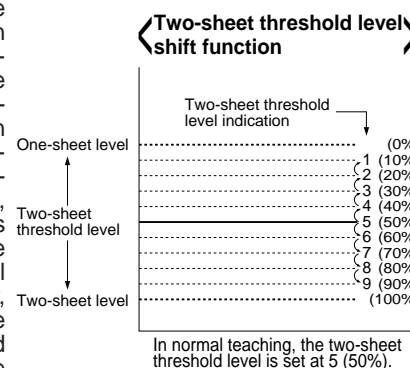 Two-sheet threshold level
shift function
Two-sheet threshold
level indication
One-sheet level
(0%
1 (10%
2 (20%
3 (30%
4 (40%
Two-sheet
threshold level
5 (50%
6 (60%
7 (70%
8 (80%
9 (90%
Two-sheet level
(100%
In normal teaching, the two-sheet
threshold level is set at 5 (50%).